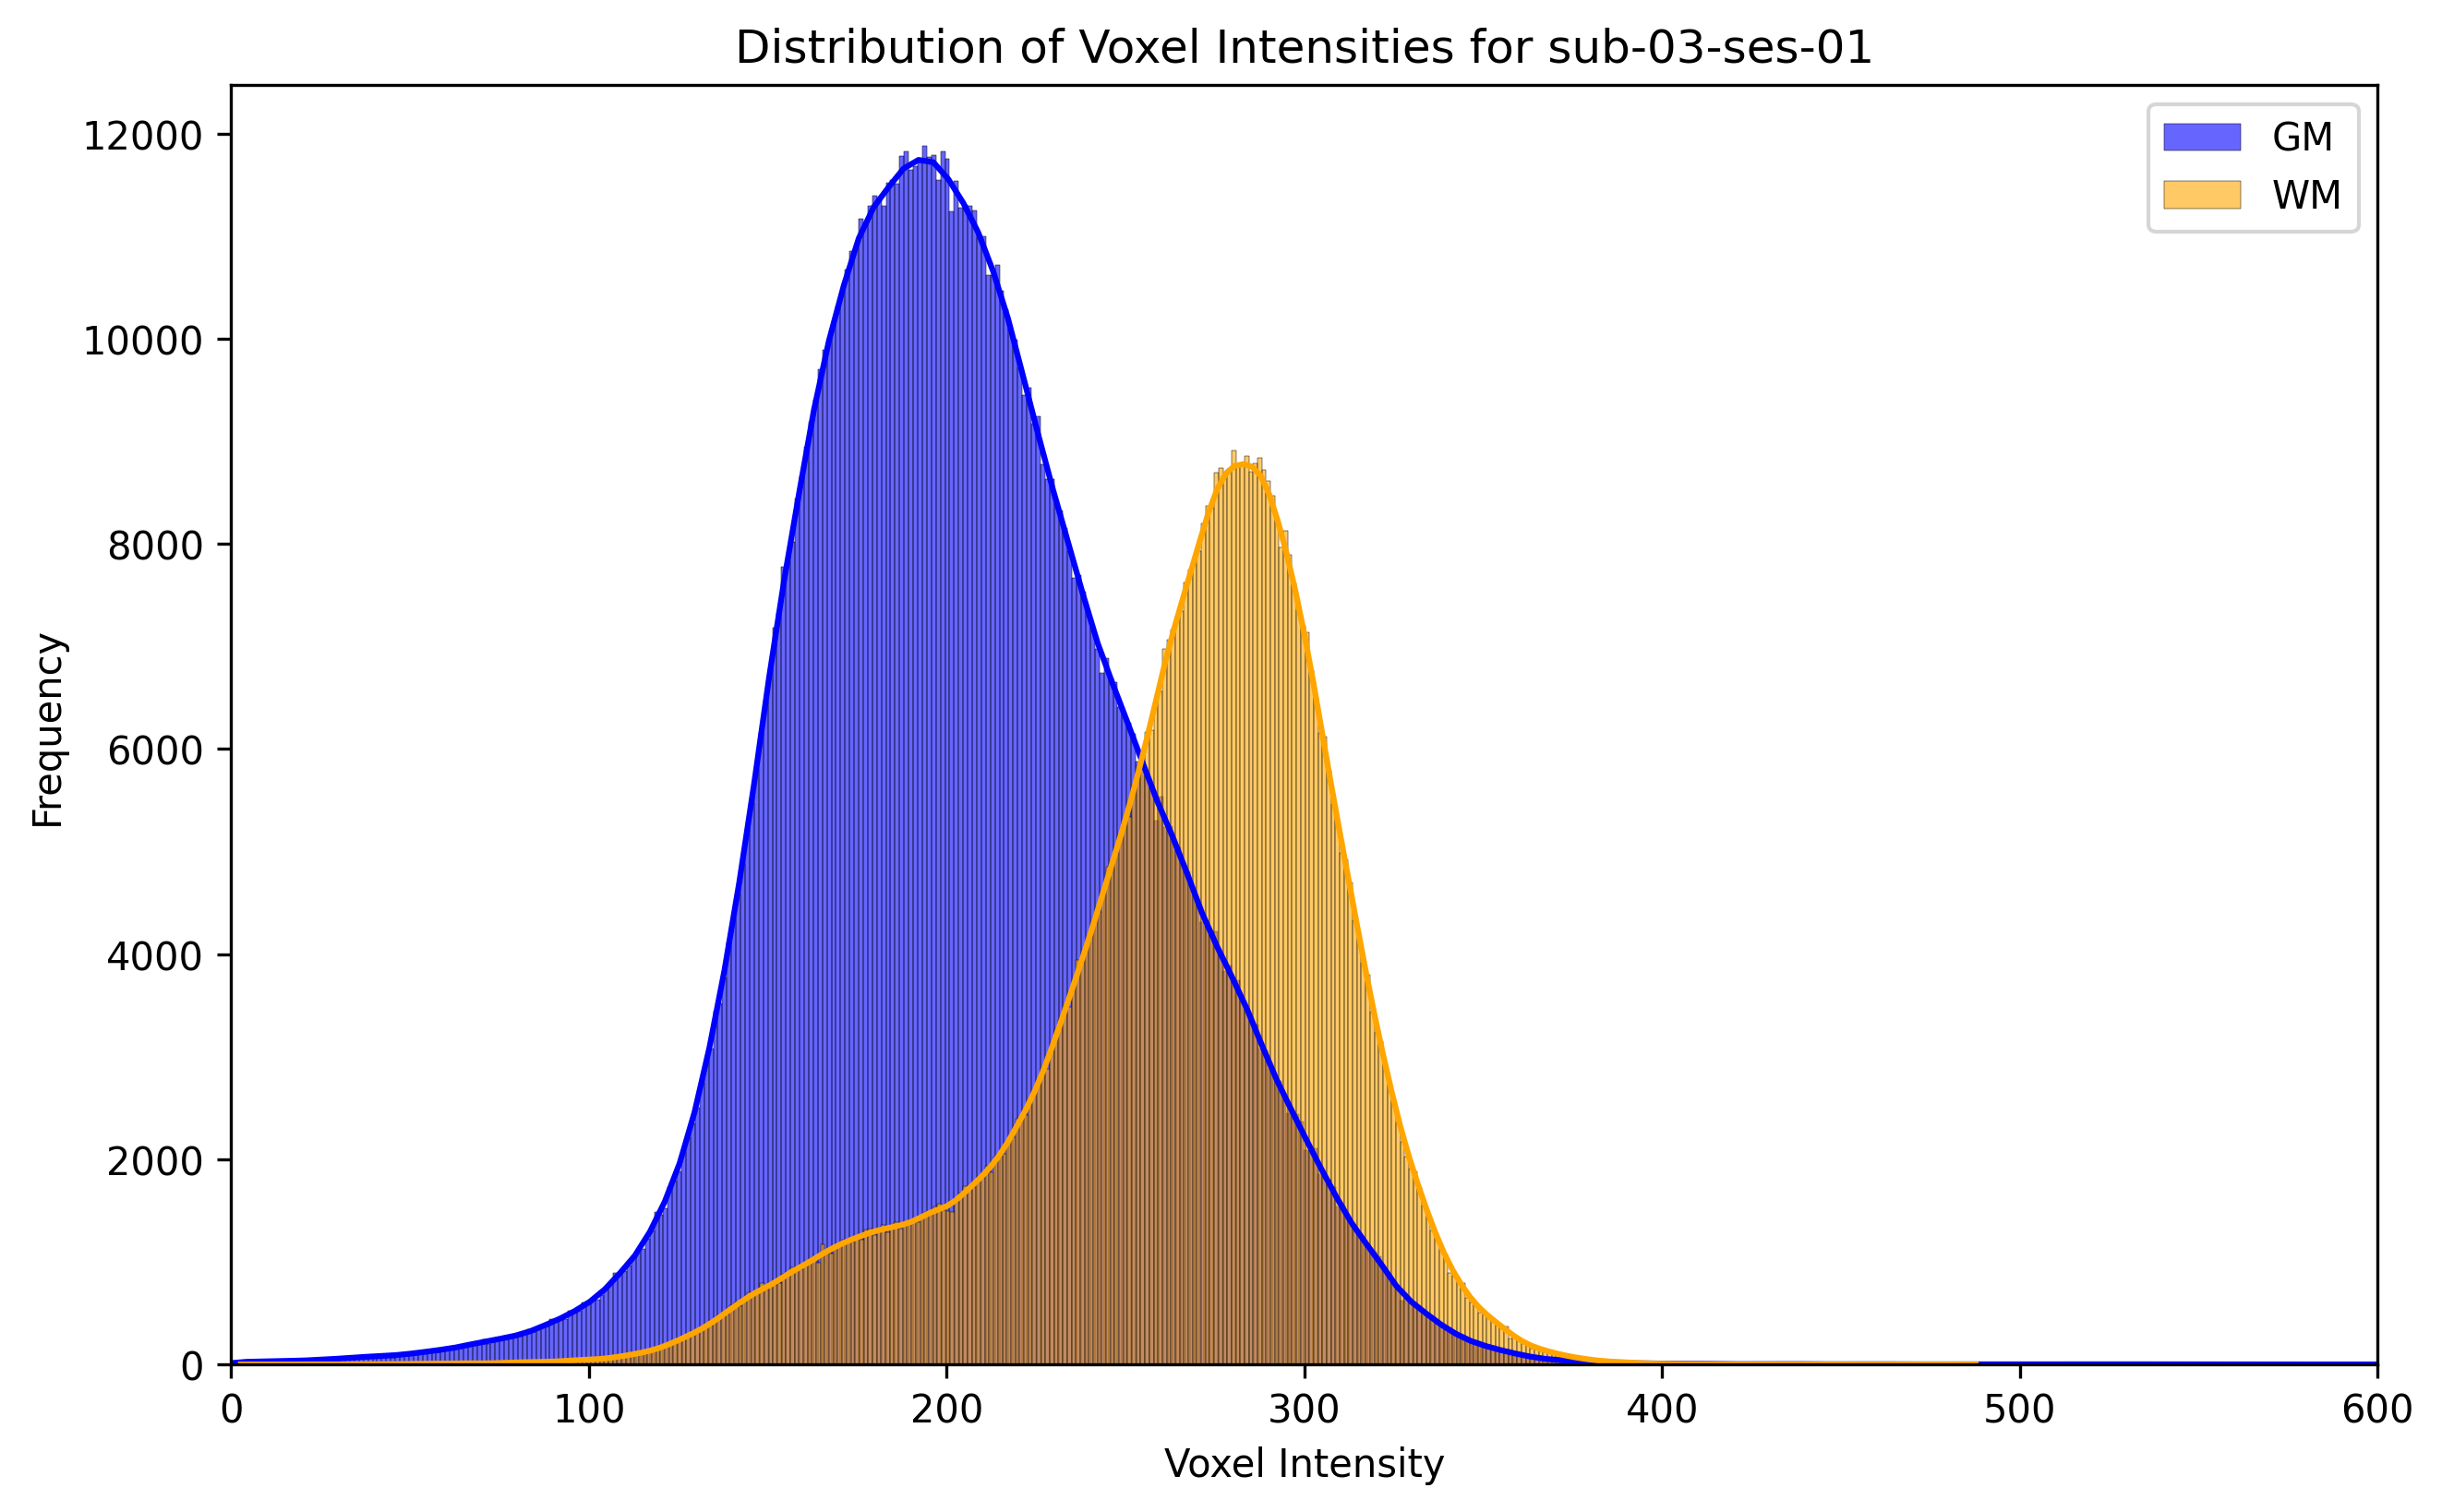 Distribution of Voxel Intensities for sub-03-ses-01
12000
10000
8000
6000
4000
2000
0
Frequency
GM
WM
0 100 200 300 400 500 600
Voxel Intensity